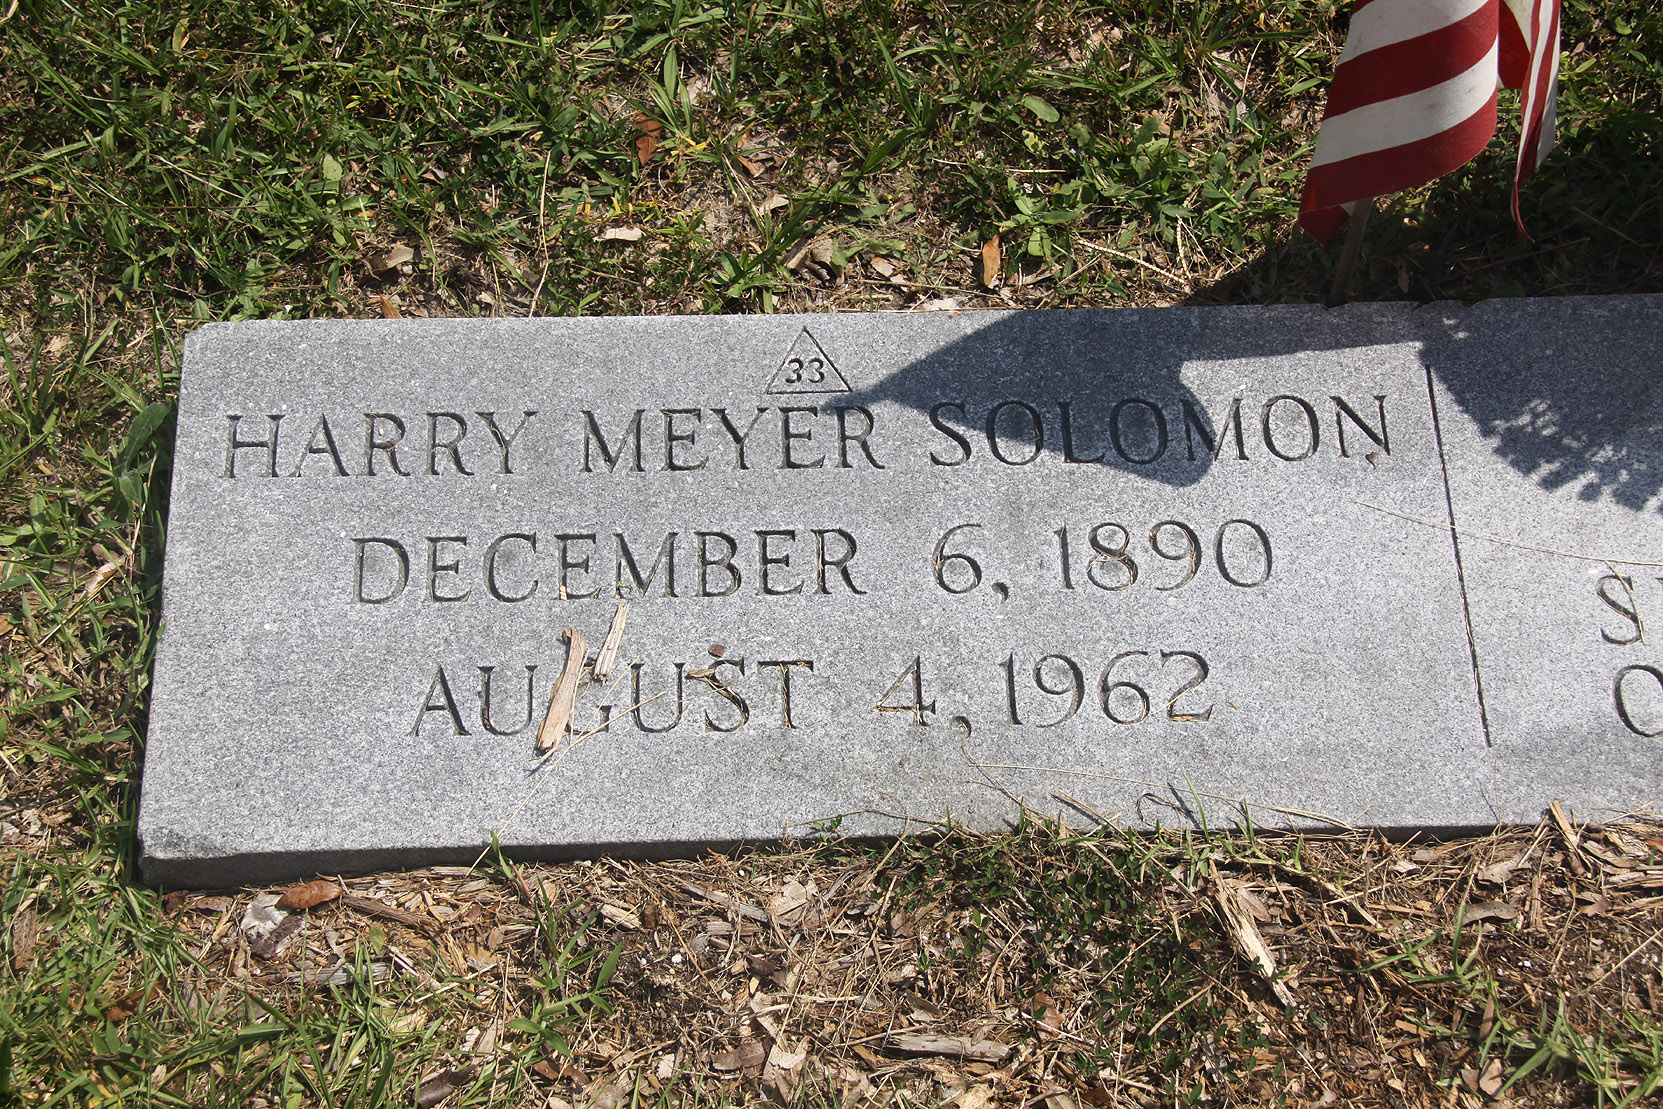 33
HARRY MEYER SOLOMON
DECEMBER 6, 1890
AUGUST 4, 1962